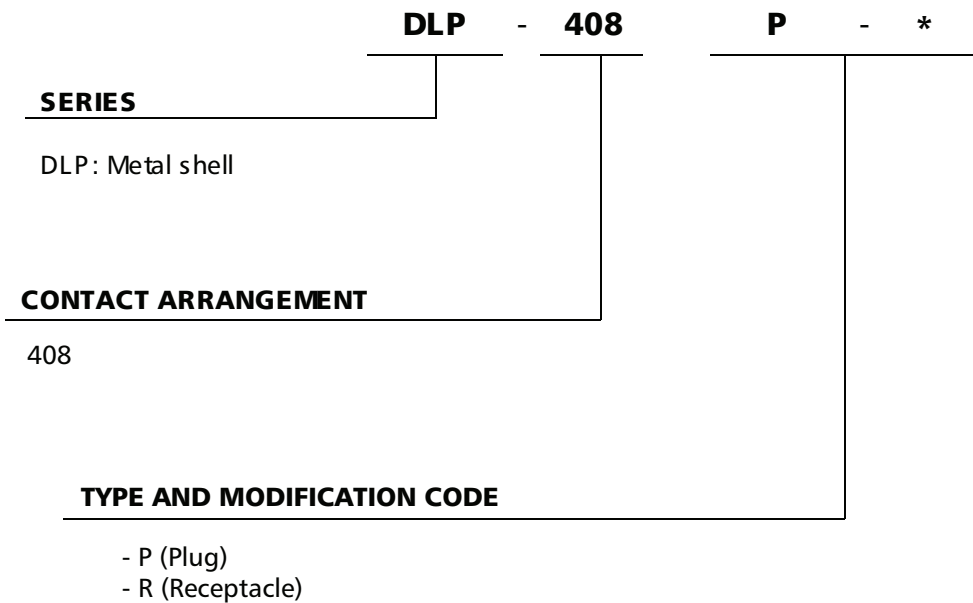 DLP - 408 P - *
SERIES
DLP: Metal shell
CONTACT ARRANGEMENT
408
TYPE AND MODIFICATION CODE
- P (Plug)
- R (Receptacle)